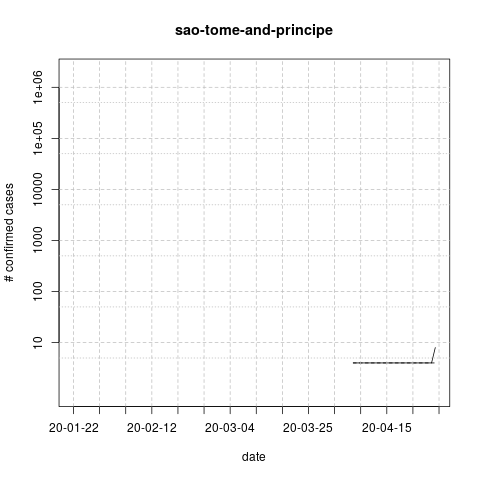 sao-tome-and-principe
# confirmed cases
1e+06
1e+05
10000
1000
100
10
20-01-22
20-02-12
20-03-04
20-03-25
20-04-15
date